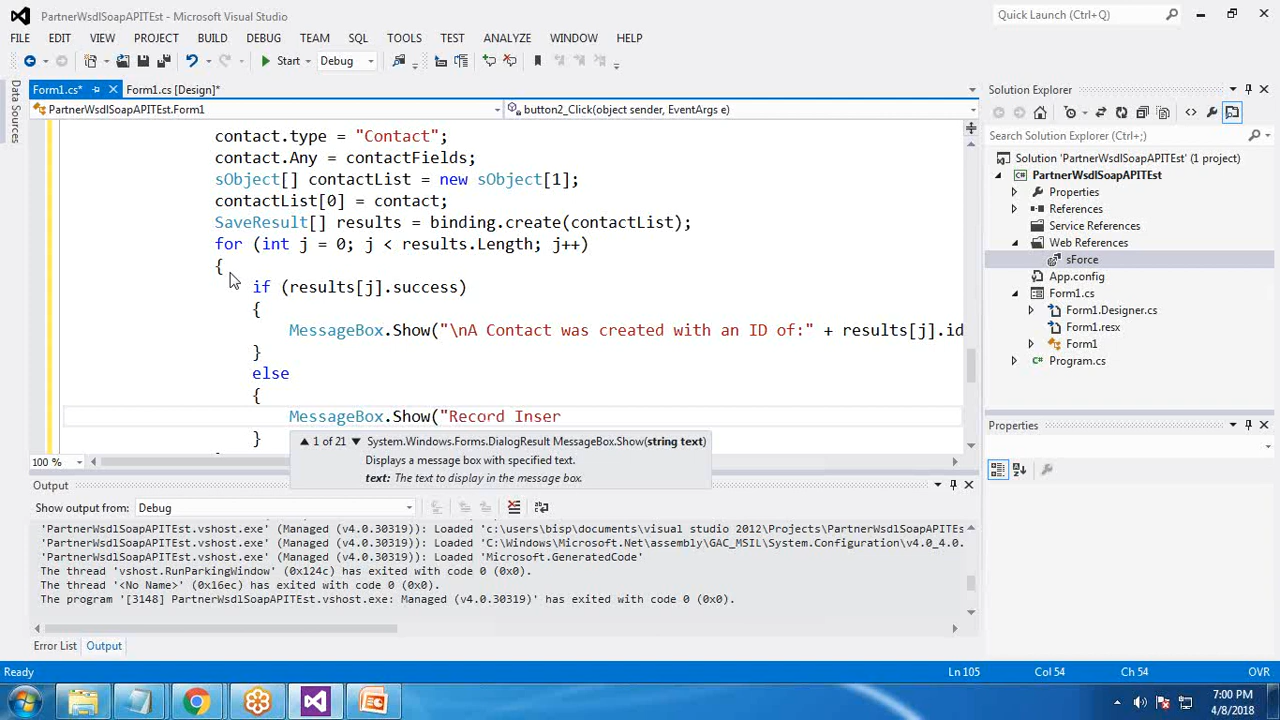 PartnerWsdlSoapAPITEst - Microsoft Visual Studio
Quick Launch (Ctrl+Q)
FILE EDIT VIEW PROJECT BUILD DEBUG TEAM SQL TOOLS TEST ANALYZE WINDOW HELP
Start Debug
Data Sources
Form1.cs* Form1.cs [Design]*
PartnerWsdlSoapAPITEst.Form1 button2_Click(object sender, EventArgs e)
contact.type = "Contact";
contact.Any = contactFields;
sObject[] contactList = new sObject[1];
contactList[0] = contact;
SaveResult[] results = binding.create(contactList);
for (int j = 0; j < results.Length; j++)
{
if (results[j].success)
{
MessageBox.Show("\nA Contact was created with an ID of:" + results[j].id
}
else
{
MessageBox.Show("Record Inser
}
1 of 21 System.Windows.Forms.DialogResult MessageBox.Show(string text)
Displays a message box with specified text.
text: The text to display in the message box.
100 %
Output
Show output from: Debug
'PartnerWsdlSoapAPITEst.vshost.exe' (Managed (v4.0.30319)): Loaded 'c:\users\bisp\documents\visual studio 2012\Projects\PartnerWsdlSoapAPITEs
'PartnerWsdlSoapAPITEst.vshost.exe' (Managed (v4.0.30319)): Loaded 'C:\Windows\Microsoft.Net\assembly\GAC_MSIL\System.Configuration\v4.0_4.0.
'PartnerWsdlSoapAPITEst.vshost.exe' (Managed (v4.0.30319)): Loaded 'Microsoft.GeneratedCode'
The thread 'vshost.RunParkingWindow' (0x124c) has exited with code 0 (0x0).
The thread '<No Name>' (0x16ec) has exited with code 0 (0x0).
The program '[3148] PartnerWsdlSoapAPITEst.vshost.exe: Managed (v4.0.30319)' has exited with code 0 (0x0).
Error List Output
Solution Explorer
Search Solution Explorer (Ctrl+;)
Solution 'PartnerWsdlSoapAPITEst' (1 project)
PartnerWsdlSoapAPITEst
Properties
References
Service References
Web References
sForce
App.config
Form1.cs
Form1.Designer.cs
Form1.resx
Form1
Program.cs
Properties
Ready Ln 105 Col 54 Ch 54 OVR
7:00 PM
4/8/2018